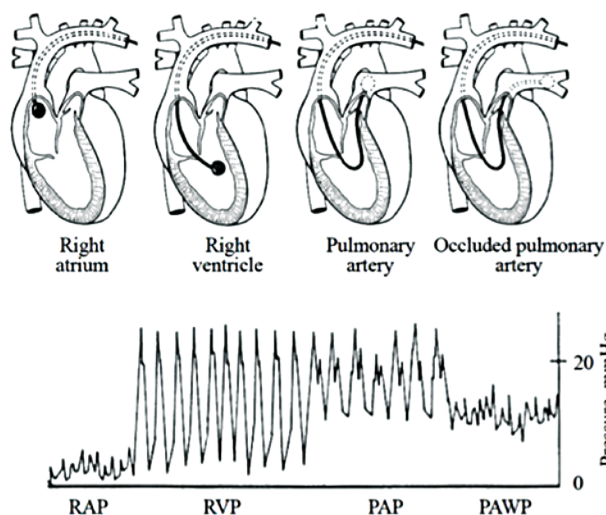 Right
atrium
Right
ventricle
Pulmonary
artery
Occluded pulmonary
artery
20
0
RAP
RVP
PAP
PAWP